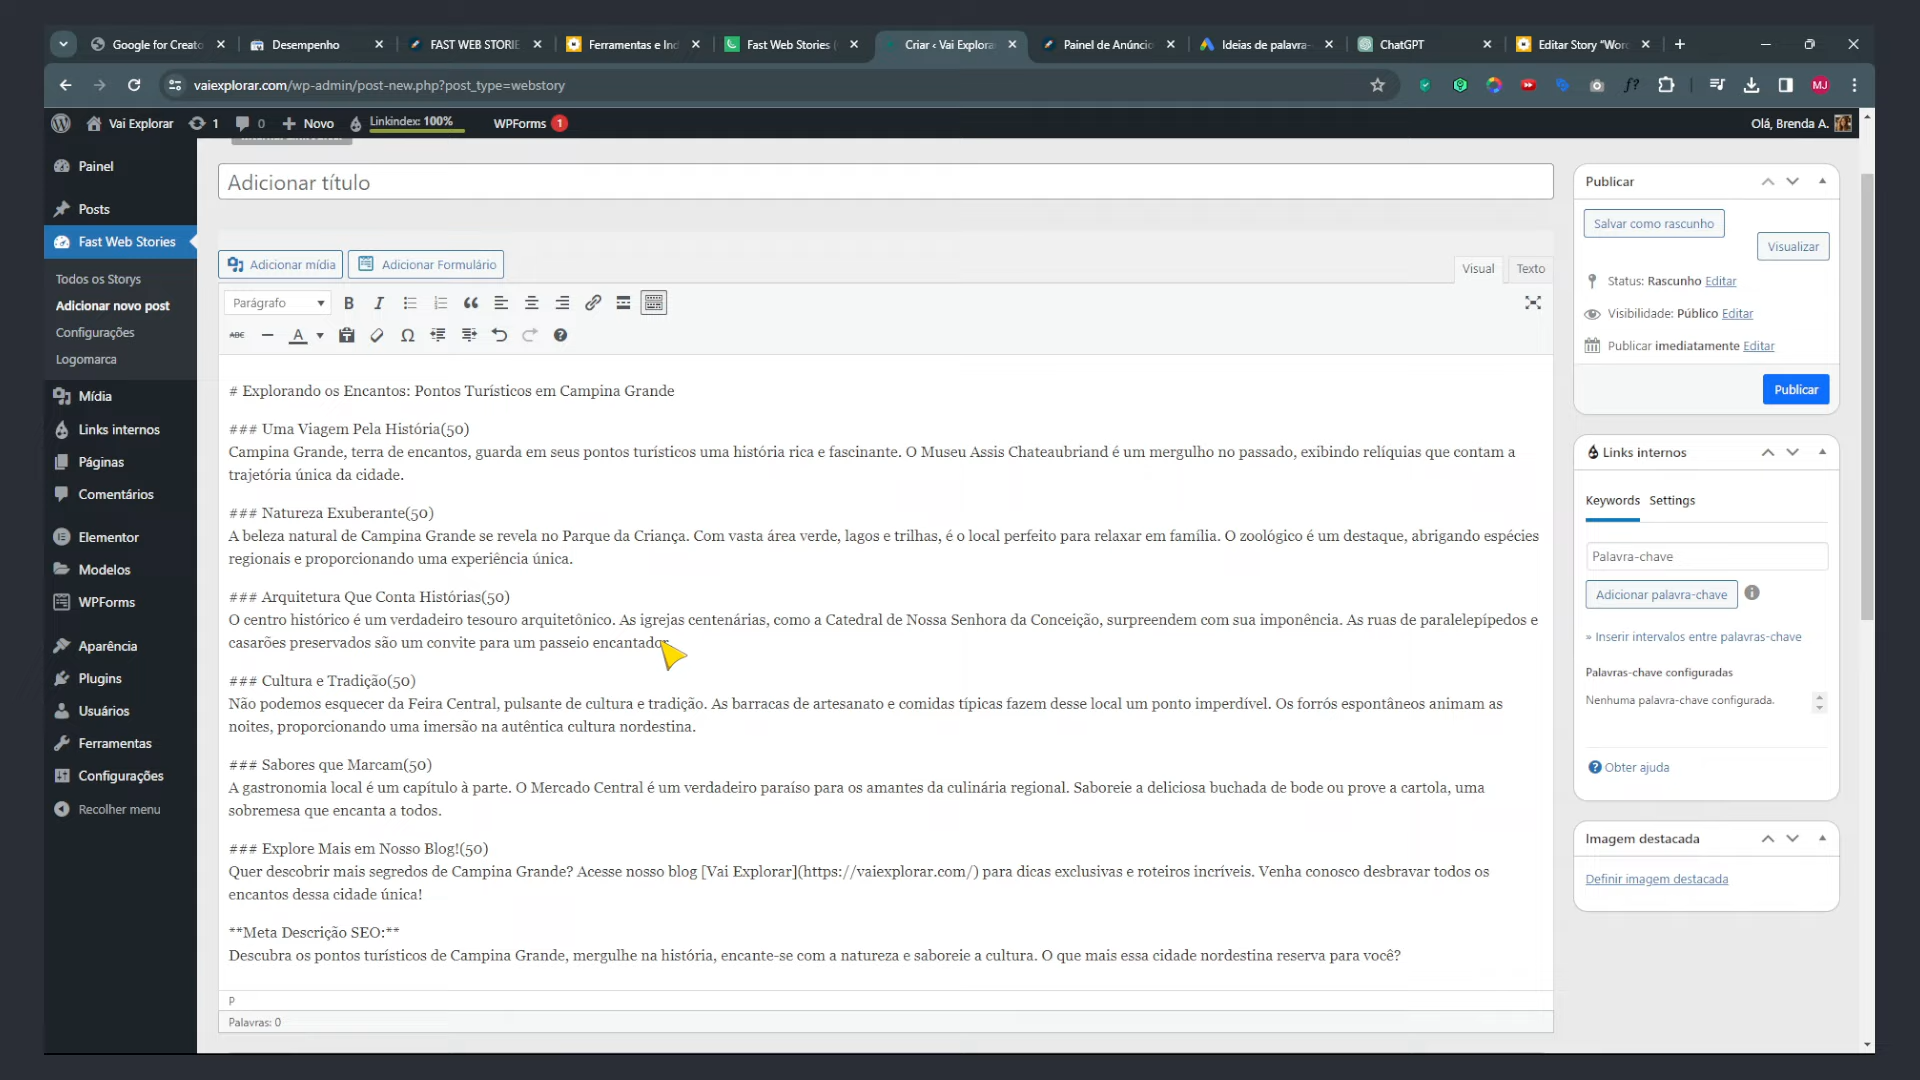 Google for Creato
Desempenho
FAST WEB STORIE
Ferramentas e Ind
Fast Web Stories (
Criar ‹ Vai Explorar
Painel de Anúncio
Ideias de palavra-
ChatGPT
Editar Story "Word
vaiexplorar.com/wp-admin/post-new.php?post_type=webstory
MJ
Vai Explorar
1
0
Novo
Linkindex: 100%
WPForms 1
Olá, Brenda A.
Painel
Posts
Fast Web Stories
Todos os Storys
Adicionar novo post
Configurações
Logomarca
Mídia
Links internos
Páginas
Comentários
Elementor
Modelos
WPForms
Aparência
Plugins
Usuários
Ferramentas
Configurações
Recolher menu
Adicionar título
Adicionar mídia
Adicionar Formulário
Visual
Texto
Parágrafo
B
I
ABC
A
Ω
# Explorando os Encantos: Pontos Turísticos em Campina Grande
### Uma Viagem Pela História(50)
Campina Grande, terra de encantos, guarda em seus pontos turísticos uma história rica e fascinante. O Museu Assis Chateaubriand é um mergulho no passado, exibindo relíquias que contam a
trajetória única da cidade.
### Natureza Exuberante(50)
A beleza natural de Campina Grande se revela no Parque da Criança. Com vasta área verde, lagos e trilhas, é o local perfeito para relaxar em família. O zoológico é um destaque, abrigando espécies
regionais e proporcionando uma experiência única.
### Arquitetura Que Conta Histórias(50)
O centro histórico é um verdadeiro tesouro arquitetônico. As igrejas centenárias, como a Catedral de Nossa Senhora da Conceição, surpreendem com sua imponência. As ruas de paralelepípedos e
casarões preservados são um convite para um passeio encantador
### Cultura e Tradição(50)
Não podemos esquecer da Feira Central, pulsante de cultura e tradição. As barracas de artesanato e comidas típicas fazem desse local um ponto imperdível. Os forrós espontâneos animam as
noites, proporcionando uma imersão na autêntica cultura nordestina.
### Sabores que Marcam(50)
A gastronomia local é um capítulo à parte. O Mercado Central é um verdadeiro paraíso para os amantes da culinária regional. Saboreie a deliciosa buchada de bode ou prove a cartola, uma
sobremesa que encanta a todos.
### Explore Mais em Nosso Blog!(50)
Quer descobrir mais segredos de Campina Grande? Acesse nosso blog [Vai Explorar](https://vaiexplorar.com/) para dicas exclusivas e roteiros incríveis. Venha conosco desbravar todos os
encantos dessa cidade única!
**Meta Descrição SEO:**
Descubra os pontos turísticos de Campina Grande, mergulhe na história, encante-se com a natureza e saboreie a cultura. O que mais essa cidade nordestina reserva para você?
P
Palavras: 0
Publicar
Salvar como rascunho
Visualizar
Status: Rascunho Editar
Visibilidade: Público Editar
Publicar imediatamente Editar
Publicar
Links internos
Keywords
Settings
Palavra-chave
Adicionar palavra-chave
» Inserir intervalos entre palavras-chave
Palavras-chave configuradas
Nenhuma palavra-chave configurada.
Obter ajuda
Imagem destacada
Definir imagem destacada